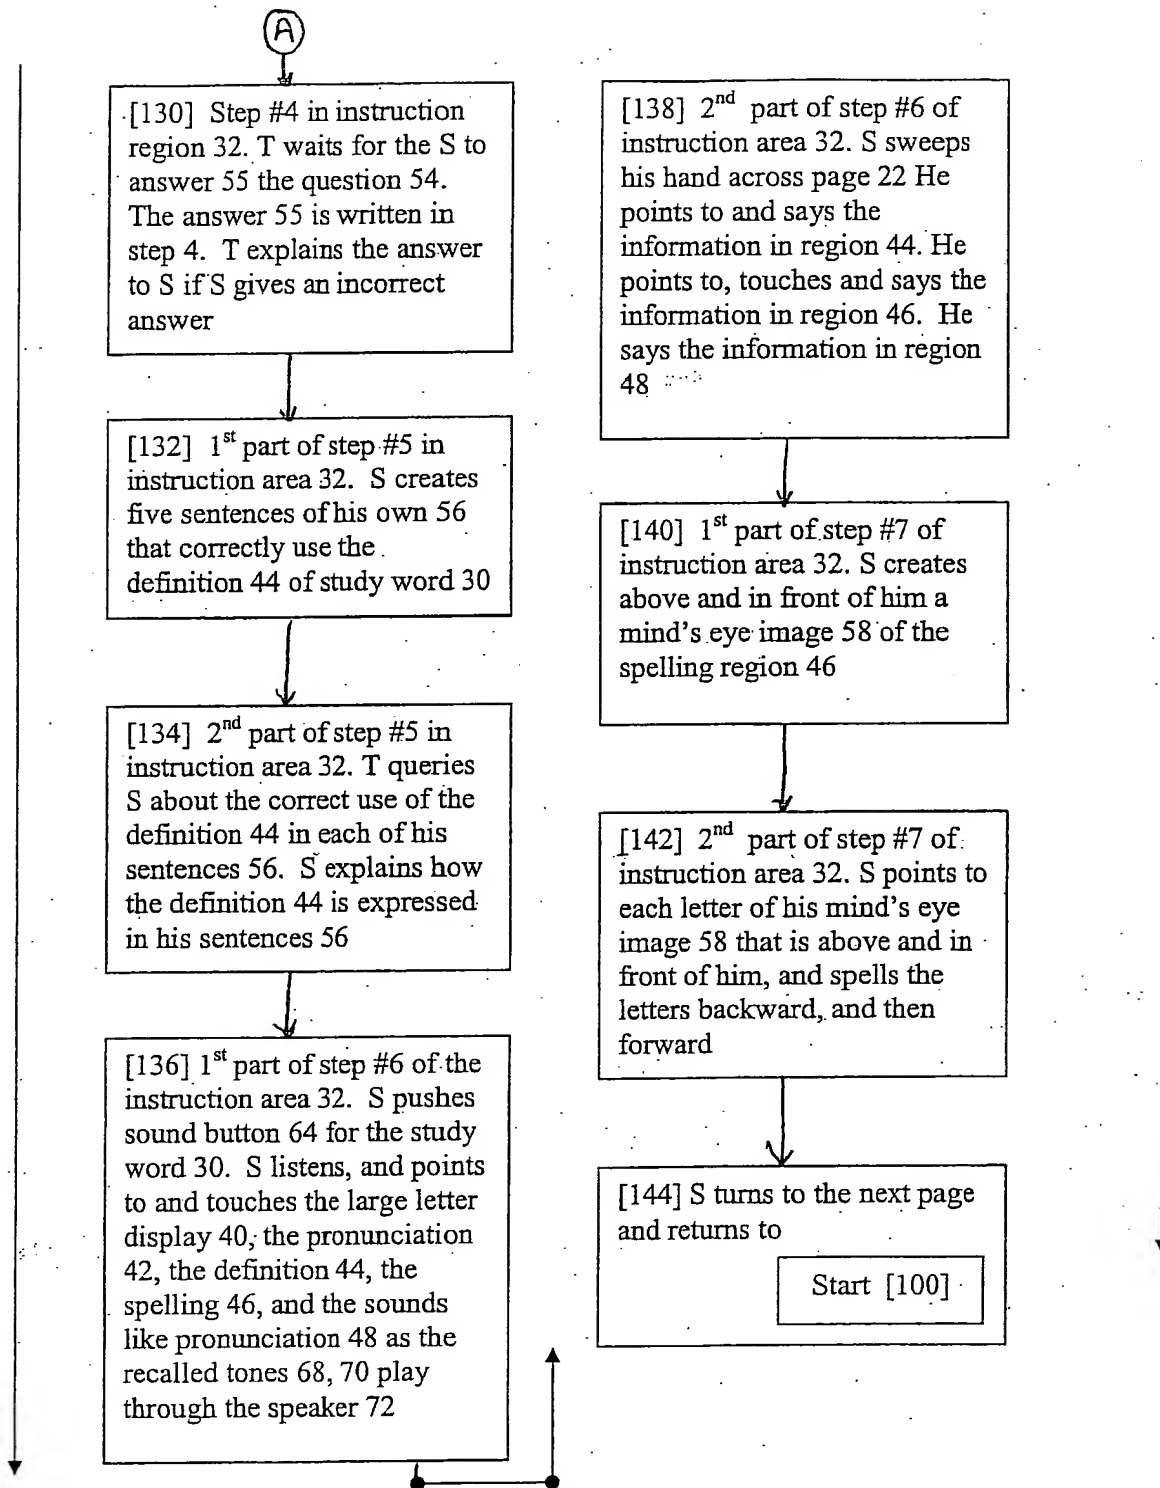 A
[130] Step #4 in instruction
region 32. T waits for the S to
answer 55 the question 54.
The answer 55 is written in
step 4. T explains the answer
to S if S gives an incorrect
answer
[132] 1st part of step #5 in
instruction area 32. S creates
five sentences of his own 56
that correctly use the
definition 44 of study word 30
[134] 2nd part of step #5 in
instruction area 32. T queries
S about the correct use of the
definition 44 in each of his
sentences 56. S explains how
the definition 44 is expressed
in his sentences 56
[136] 1st part of step #6 of the
instruction area 32. S pushes
sound button 64 for the study
word 30. S listens, and points
to and touches the large letter
display 40, the pronunciation
42, the definition 44, the
spelling 46, and the sounds
like pronunciation 48 as the
recalled tones 68, 70 play
through the speaker 72
[138] 2nd part of step #6 of
instruction area 32. S sweeps
his hand across page 22 He
points to and says the
information in region 44. He
points to, touches and says the
information in region 46. He
says the information in region
48
[140] 1st part of step #7 of
instruction area 32. S creates
above and in front of him a
mind's eye image 58 of the
spelling region 46
[142] 2nd part of step #7 of
instruction area 32. S points to
each letter of his mind's eye
image 58 that is above and in
front of him, and spells the
letters backward, and then
forward
[144] S turns to the next page
and returns to
Start [100]